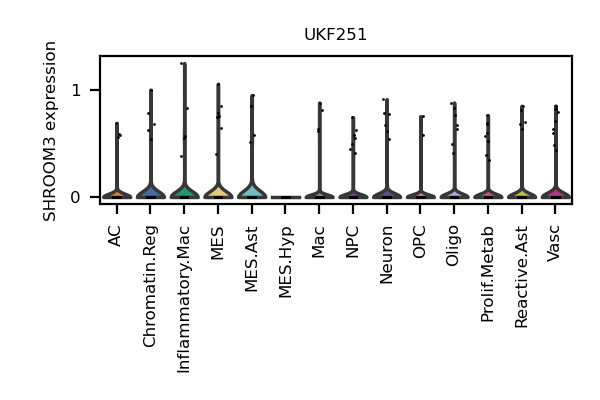 UKF251
SHROOM3 expression
1
0
AC
Chromatin.Reg
Inflammatory.Mac
MES
MES.Ast
MES.Hyp
Mac
NPC
Neuron
OPC
Oligo
Prolif.Metab
Reactive.Ast
Vasc